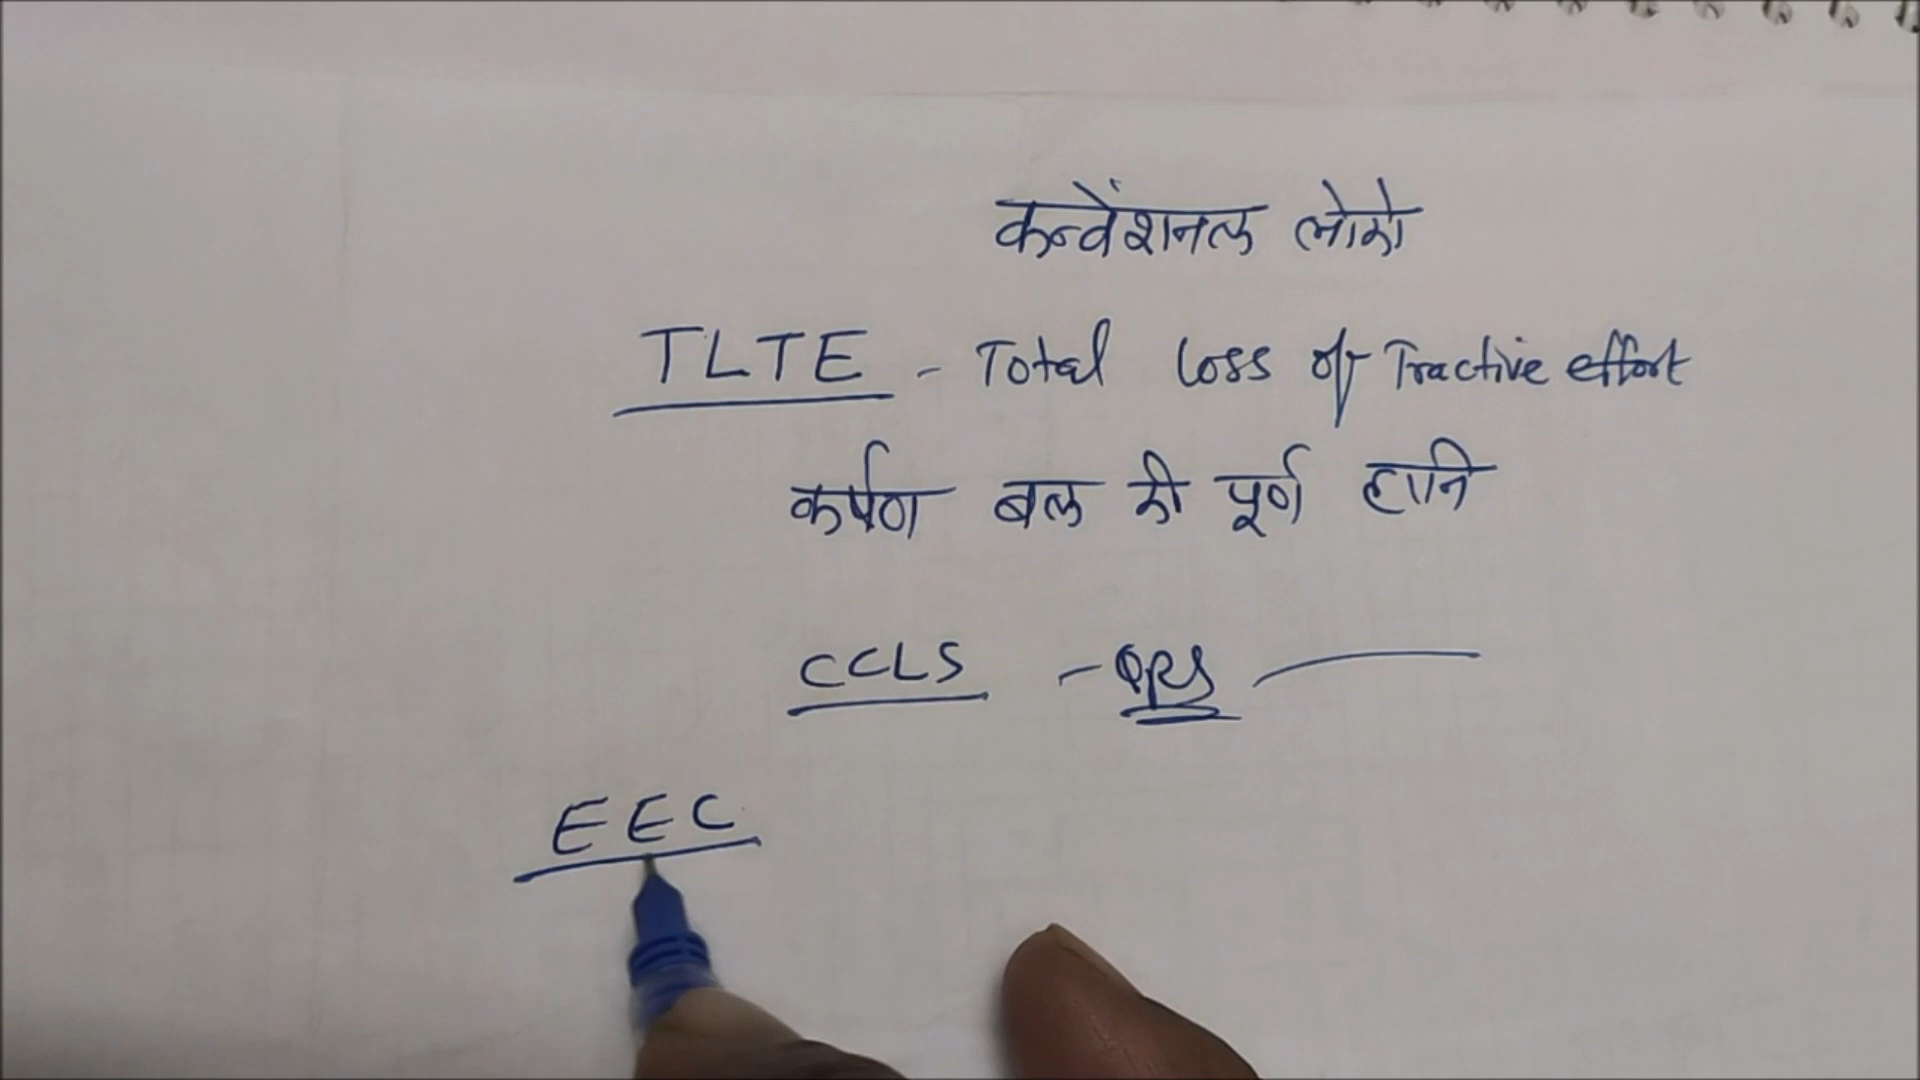 कन्वेंशनल लोको
TLTE - Total Loss of Tractive effort
कर्षण बल की पूर्ण हानि
CCLS -
EEC